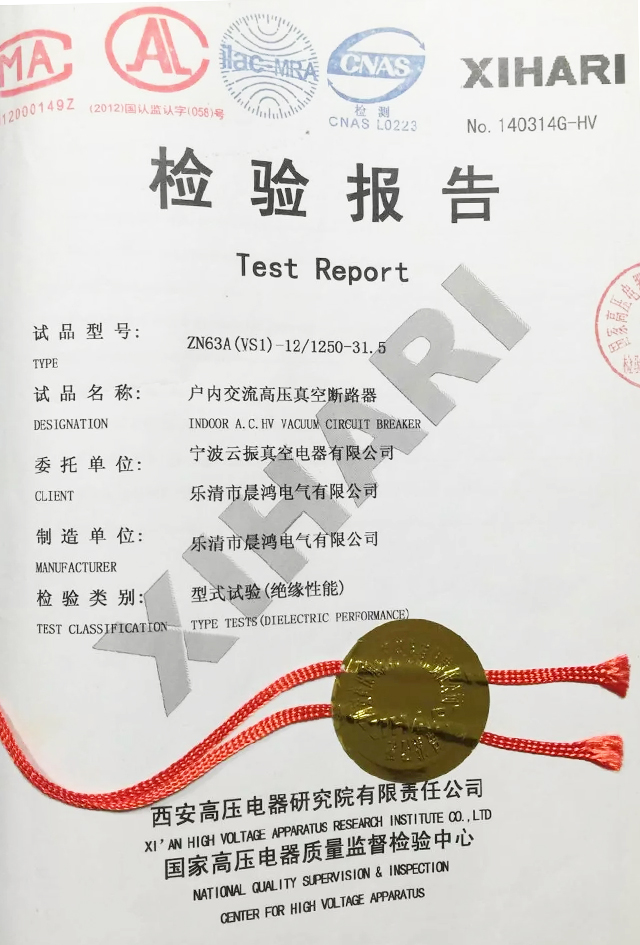 MA
12000149Z
AL
(2012)国认监认字(058)号
ilac-MRA
CNAS
检 测
CNAS L0223
XIHARI
No. 140314G-HV
检验报告
Test Report
试品型号:
ZN63A(VS1)-12/1250-31.5
TYPE
试品名称:
户内交流高压真空断路器
DESIGNATION
INDOOR A.C.HV VACUUM CIRCUIT BREAKER
委托单位:
宁波云振真空电器有限公司
CLIENT
乐清市晨鸿电气有限公司
制造单位:
乐清市晨鸿电气有限公司
MANUFACTURER
检验类别:
型式试验(绝缘性能)
TEST CLASSIFICATION
TYPE TESTS(DIELECTRIC PERFORMANCE)
XIHARI
西安高压电器研究院有限责任公司
XI'AN HIGH VOLTAGE APPARATUS RESEARCH INSTITUTE CO.,LTD
国家高压电器质量监督检验中心
NATIONAL QUALITY SUPERVISION & INSPECTION
CENTER FOR HIGH VOLTAGE APPARATUS